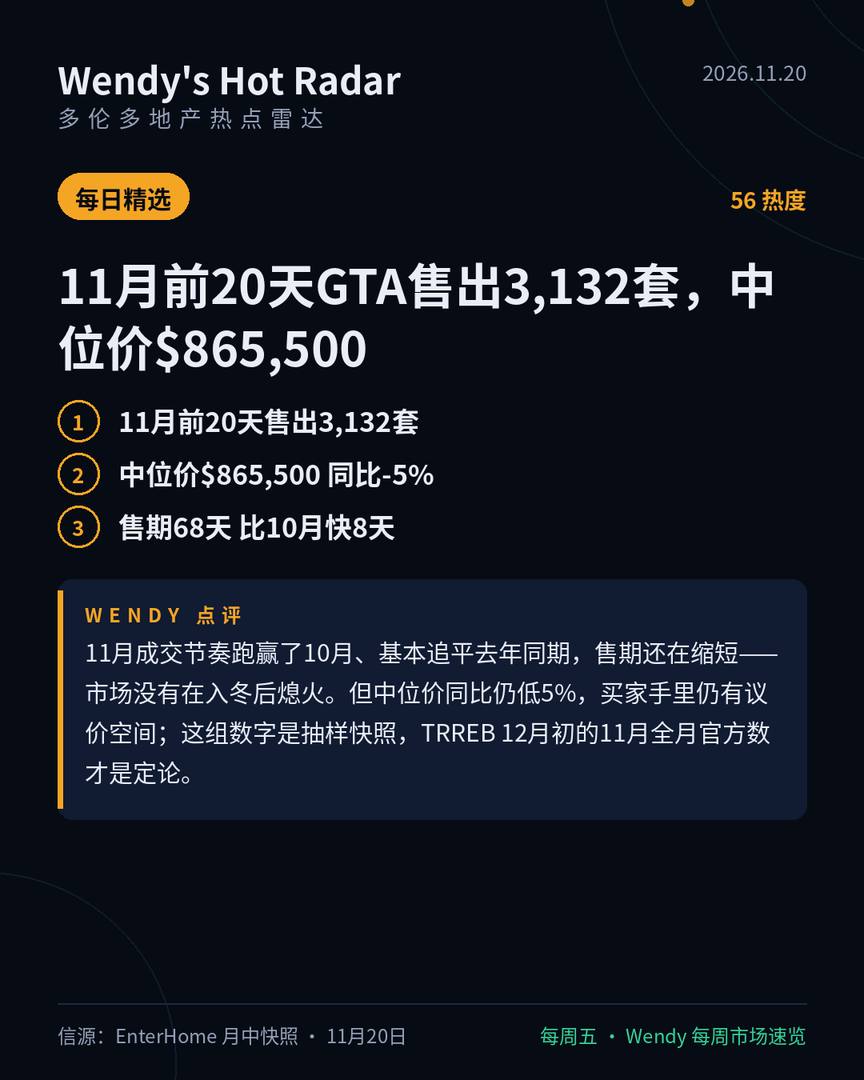 Wendy's Hot Radar
2026.11.20
多伦多地产热点雷达
每日精选
56 热度
11月前20天GTA售出3,132套，中
位价$865,500
1 11月前20天售出3,132套
2 中位价$865,500 同比-5%
3 售期68天 比10月快8天
WENDY 点评
11月成交节奏跑赢了10月、基本追平去年同期，售期还在缩短——
市场没有在入冬后熄火。但中位价同比仍低5%，买家手里仍有议
价空间；这组数字是抽样快照，TRREB 12月初的11月全月官方数
才是定论。
信源：EnterHome 月中快照 · 11月20日
每周五 · Wendy 每周市场速览